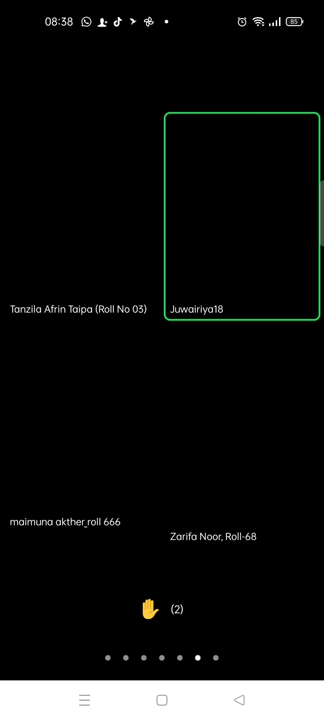 08:38
85
Tanzila Afrin Taipa (Roll No 03)
Juwairiya18
maimuna akther_roll 666
Zarifa Noor, Roll-68
(2)